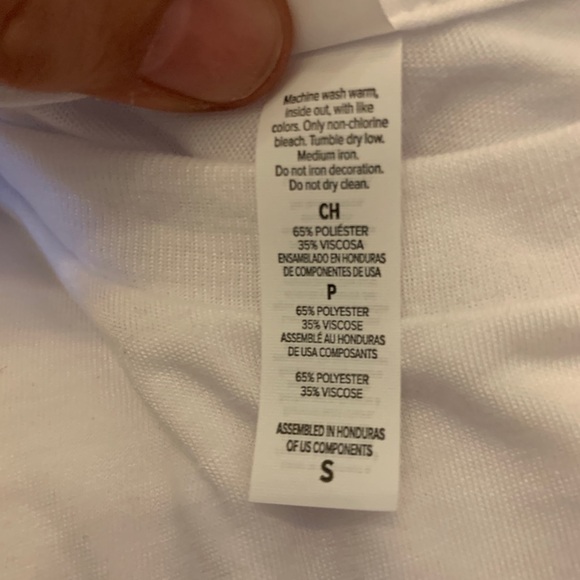 Machine wash warm,
inside out, with like
colors. Only non-chlorine
bleach. Tumble dry low.
Medium iron.
Do not iron decoration.
Do not dry clean.
CH
65% POLIÉSTER
35% VISCOSA
ENSAMBLADO EN HONDURAS
DE COMPONENTES DE USA
P
65% POLYESTER
35% VISCOSE
ASSEMBLÉ AU HONDURAS
DE USA COMPOSANTS
65% POLYESTER
35% VISCOSE
ASSEMBLED IN HONDURAS
OF US COMPONENTS
S